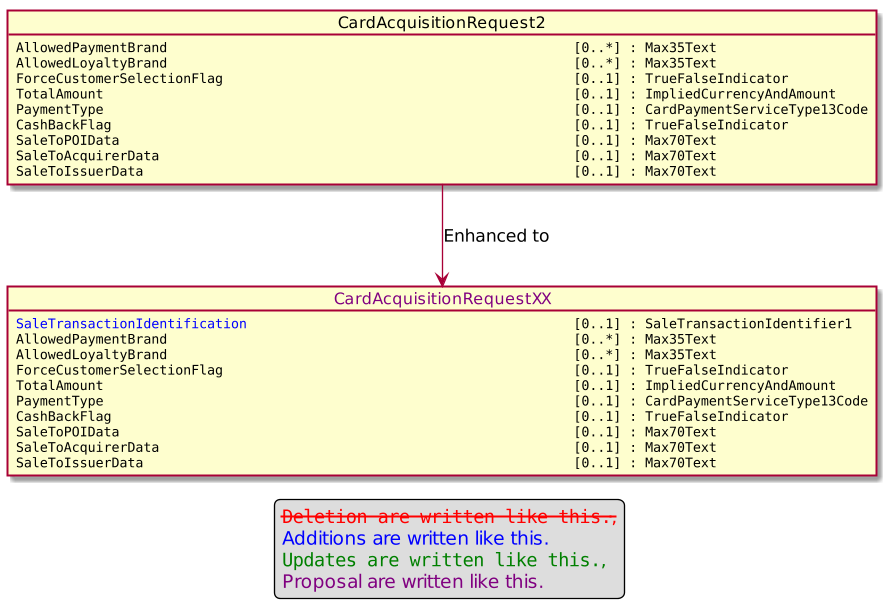 CardAcquisitionRequest2
AllowedPaymentBrand [0..*] : Max35Text
AllowedLoyaltyBrand [0..*] : Max35Text
ForceCustomerSelectionFlag [0..1] : TrueFalseIndicator
TotalAmount [0..1] : ImpliedCurrencyAndAmount
PaymentType [0..1] : CardPaymentServiceType13Code
CashBackFlag [0..1] : TrueFalseIndicator
SaleToPOIData [0..1] : Max70Text
SaleToAcquirerData [0..1] : Max70Text
SaleToIssuerData [0..1] : Max70Text
Enhanced to
CardAcquisitionRequestXX
SaleTransactionIdentification [0..1] : SaleTransactionIdentifier1
AllowedPaymentBrand [0..*] : Max35Text
AllowedLoyaltyBrand [0..*] : Max35Text
ForceCustomerSelectionFlag [0..1] : TrueFalseIndicator
TotalAmount [0..1] : ImpliedCurrencyAndAmount
PaymentType [0..1] : CardPaymentServiceType13Code
CashBackFlag [0..1] : TrueFalseIndicator
SaleToPOIData [0..1] : Max70Text
SaleToAcquirerData [0..1] : Max70Text
SaleToIssuerData [0..1] : Max70Text
Deletion are written like this.,
Additions are written like this.
Updates are written like this.,
Proposal are written like this.